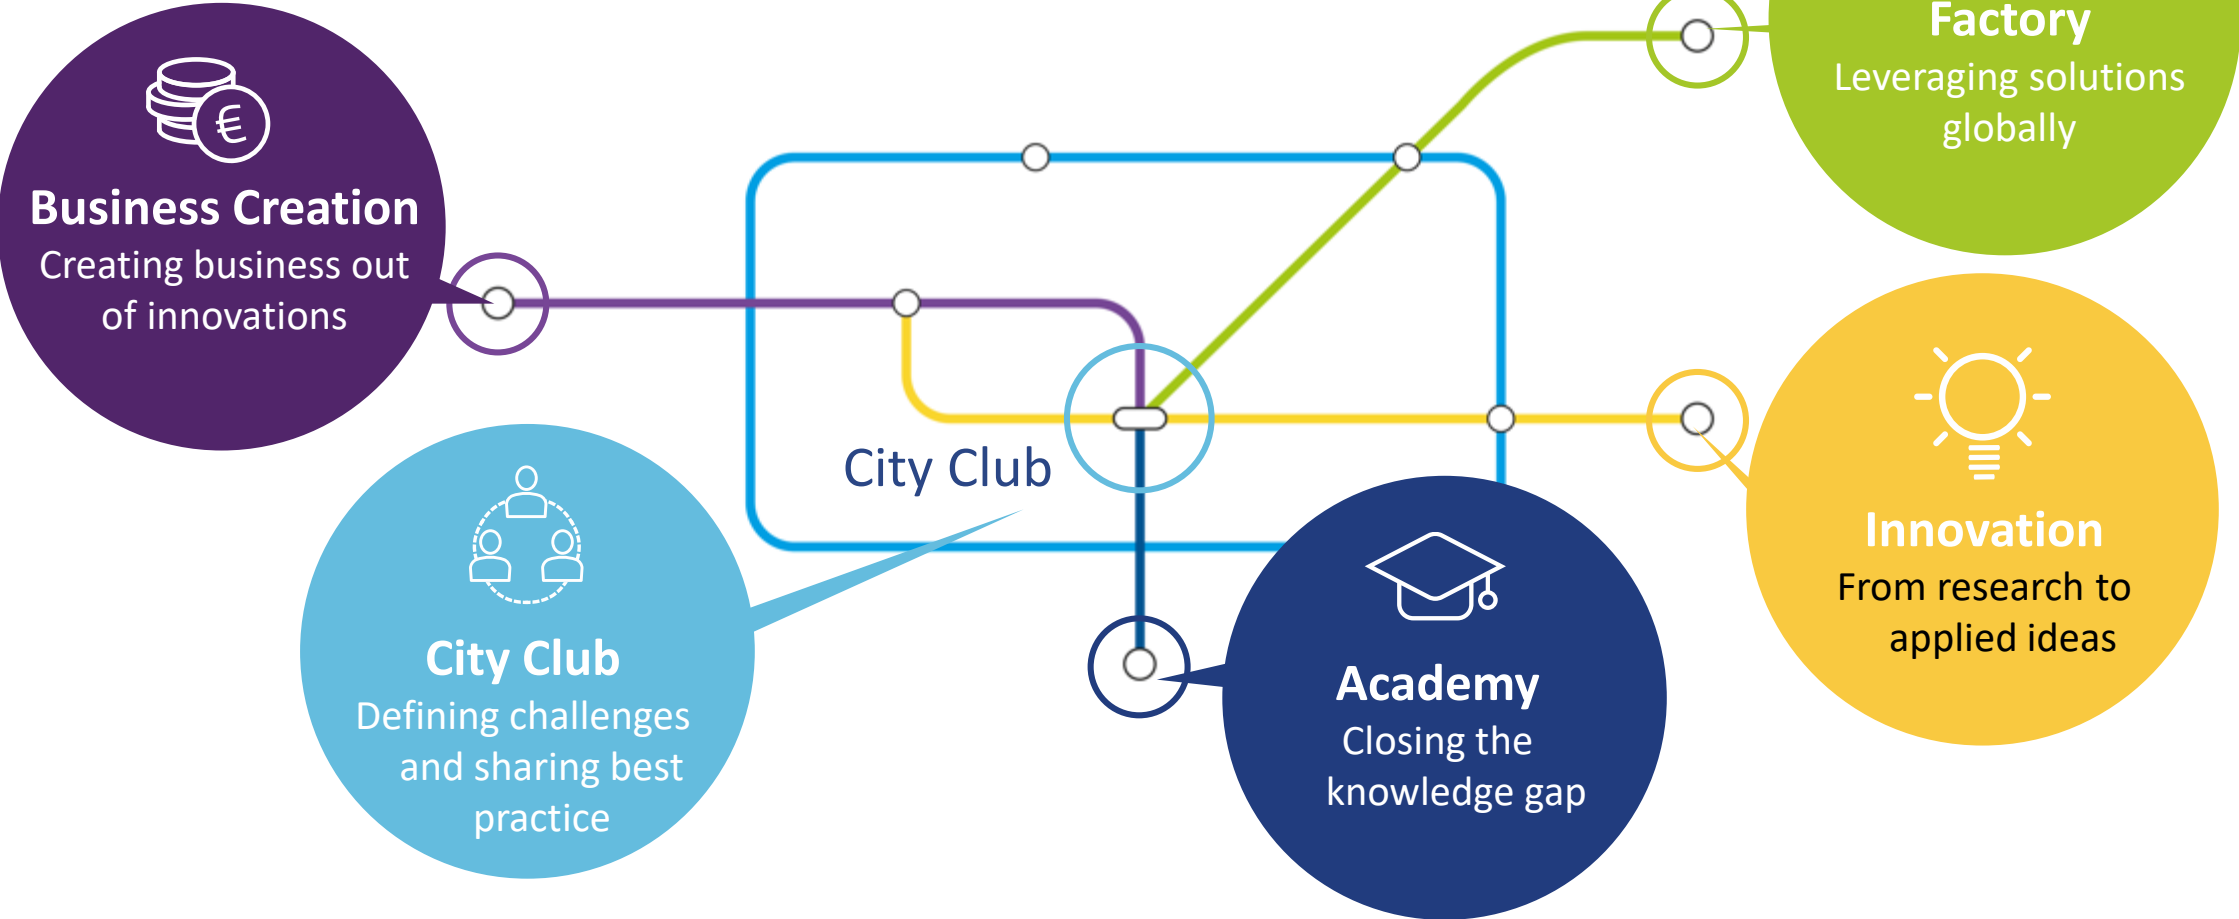 Factory
Leveraging solutions
globally
€
Business Creation
Creating business out
of innovations
City Club
Innovation
From research to
applied ideas
City Club
Defining challenges
and sharing best
practice
Academy
Closing the
knowledge gap